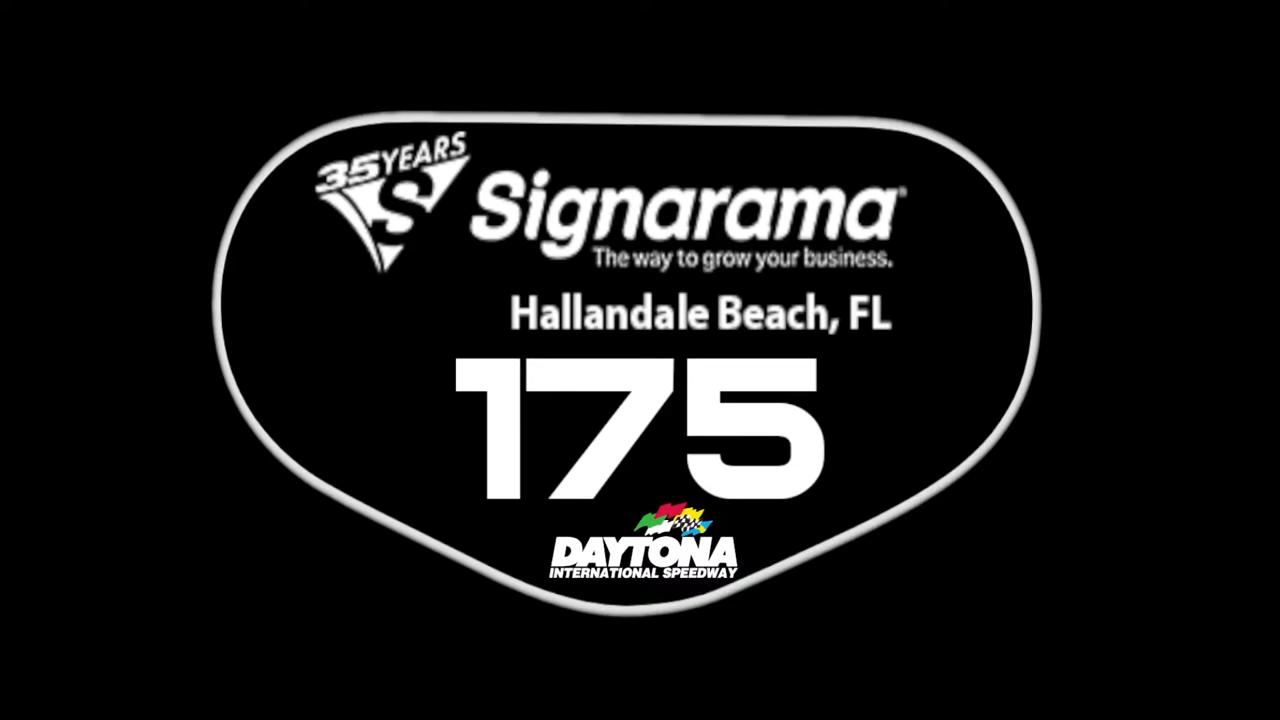 35 YEARS
S
Signarama®
The way to grow your business.
Hallandale Beach, FL
175
DAYTONA
INTERNATIONAL SPEEDWAY